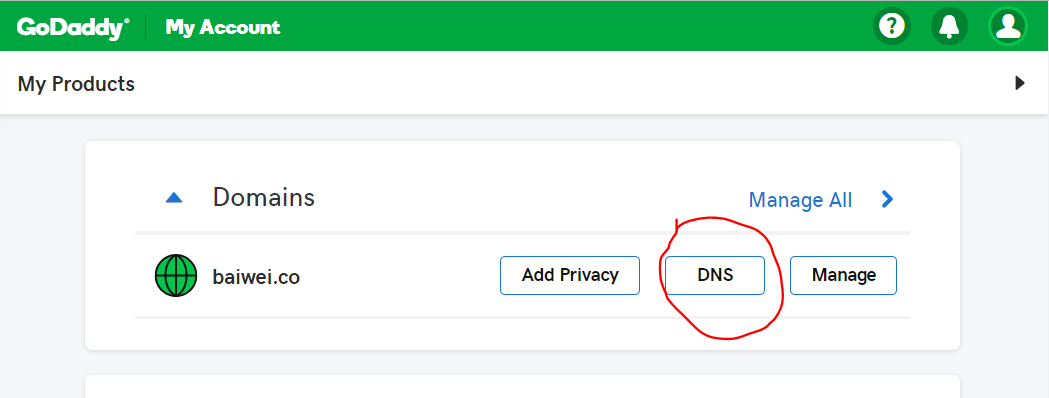 GoDaddy® My Account
My Products
Domains Manage All
baiwei.co Add Privacy DNS Manage